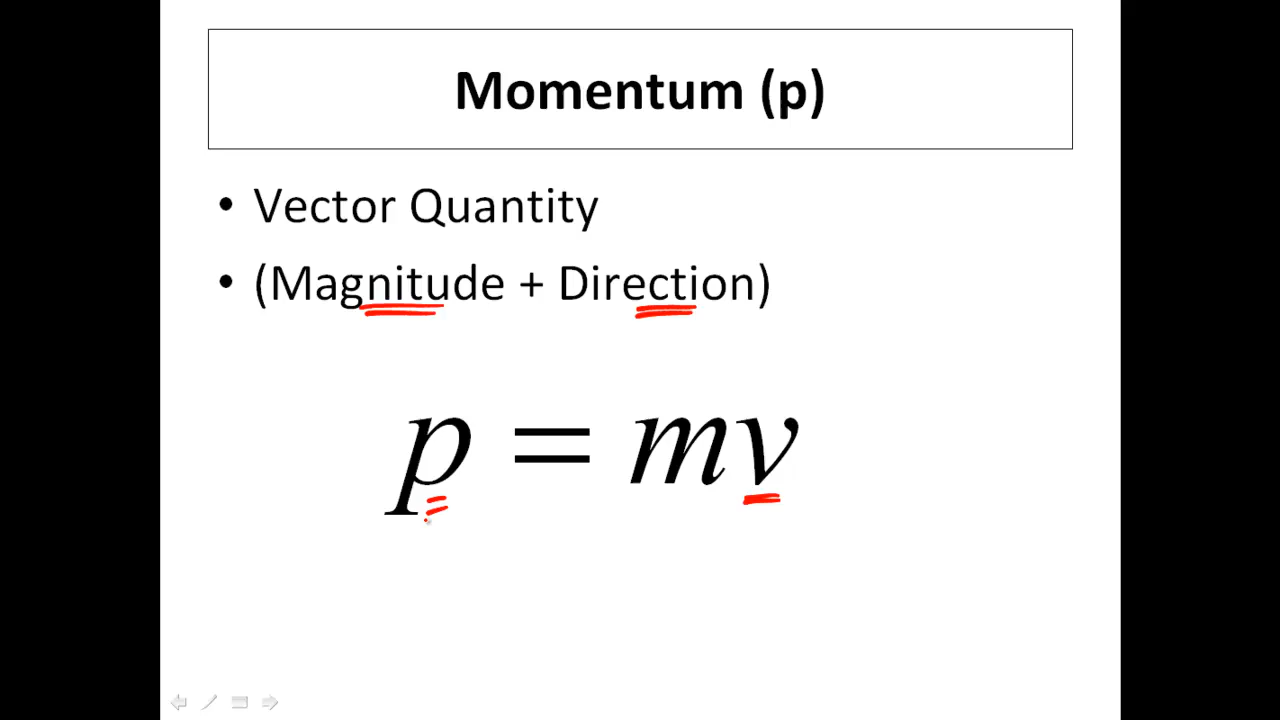 Momentum (p)
• Vector Quantity
• (Magnitude + Direction)
p = mv